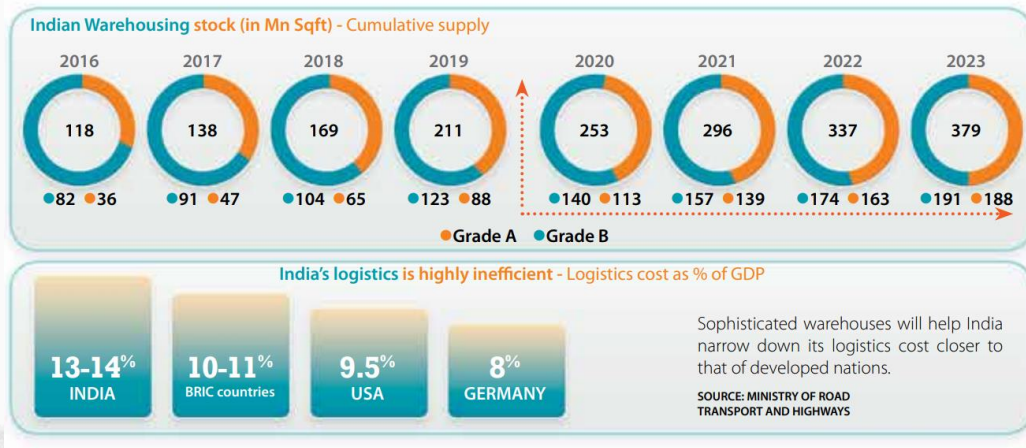 Indian Warehousing stock (in Mn Sqft) - Cumulative supply
2016 2017 2018 2019 2020 2021 2022 2023
118 138 169 211 253 296 337 379
82 36 91 47 104 65 123 88 140 113 157 139 174 163 191 188
Grade A Grade B
India's logistics is highly inefficient - Logistics cost as % of GDP
13-14%
INDIA
10-11%
BRIC countries
9.5%
USA
8%
GERMANY
Sophisticated warehouses will help India
narrow down its logistics cost closer to
that of developed nations.
SOURCE: MINISTRY OF ROAD
TRANSPORT AND HIGHWAYS